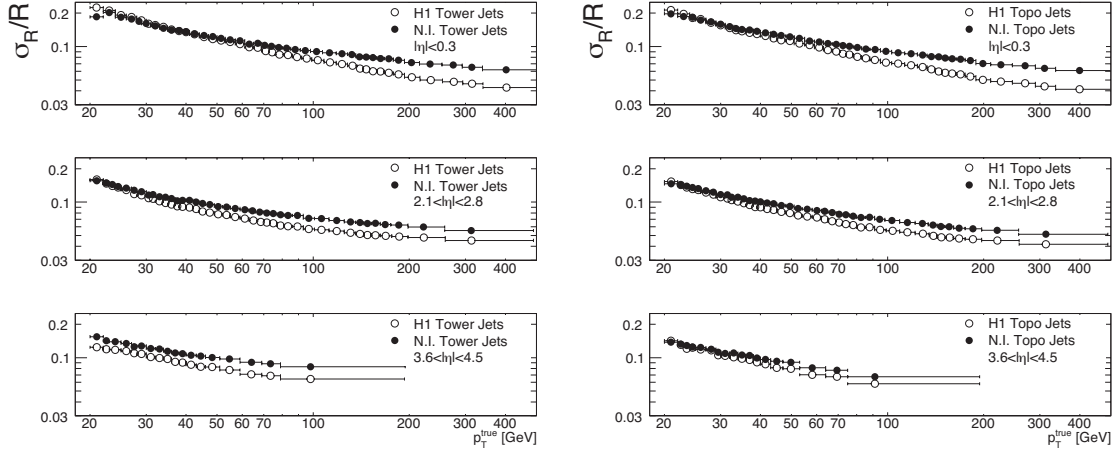 σR/R
0.2
0.1
0.03
H1 Tower Jets
N.I. Tower Jets
|η|<0.3
20 30 40 50 60 70 100 200 300 400
0.2
0.1
0.03
H1 Tower Jets
N.I. Tower Jets
2.1<|η|<2.8
20 30 40 50 60 70 100 200 300 400
0.2
0.1
0.03
H1 Tower Jets
N.I. Tower Jets
3.6<|η|<4.5
20 30 40 50 60 70 100 200 300 400
pTtrue [GeV]
σR/R
0.2
0.1
0.03
H1 Topo Jets
N.I. Topo Jets
|η|<0.3
20 30 40 50 60 70 100 200 300 400
0.2
0.1
0.03
H1 Topo Jets
N.I. Topo Jets
2.1<|η|<2.8
20 30 40 50 60 70 100 200 300 400
0.2
0.1
0.03
H1 Topo Jets
N.I. Topo Jets
3.6<|η|<4.5
20 30 40 50 60 70 100 200 300 400
pTtrue [GeV]